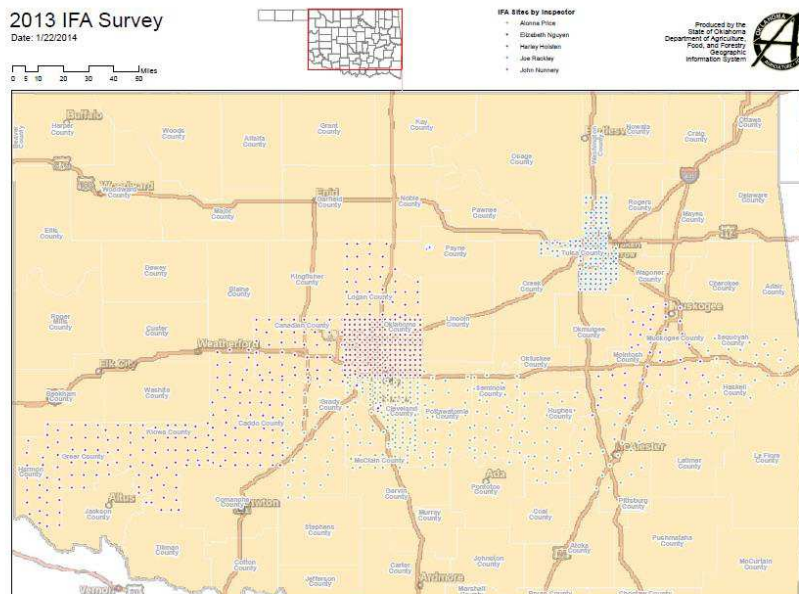 2013 IFA Survey
Date: 1/22/2014
0 5 10 20 30 40 50 Miles
IFA Sites by Inspector
Alonna Price
Elizabeth Nguyen
Harley Holsten
Joe Rackley
John Nunnery
Produced by the
State of Oklahoma
Department of Agriculture,
Food, and Forestry
Geographic
Information System
Beaver
County
Buffalo
Harper
County
Woods
County
Alfalfa
County
Grant
County
Kay
County
Osage
County
Washington
County
Nowata
County
Craig
County
Ottawa
County
Woodward
Woodward
County
Enid
Garfield
County
Noble
County
Pawnee
County
Rogers
County
Mayes
County
Delaware
County
Ellis
County
Major
County
Payne
County
Tulsa County
Dewey
County
Blaine
County
Kingfisher
County
Logan County
Creek
County
Wagoner
County
Cherokee
County
Adair
County
Roger
Mills
County
Custer
County
Weatherford
Canadian County
Oklahoma
County
Lincoln
County
Okmulgee
County
Muskogee
Muskogee County
Sequoyah
County
Elk City
Beckham
County
Washita
County
Okfuskee
County
McIntosh
County
Haskell
County
Caddo County
Grady
County
Cleveland
County
Pottawatomie
County
Seminole
County
Hughes
County
Kiowa County
Greer County
Harmon
County
McClain County
McAlester
Latimer
County
Le Flore
County
Altus
Jackson
County
Comanche
County
Lawton
Garvin
County
Ada
Pontotoc
County
Pittsburg
County
Tillman
County
Stephens
County
Murray
County
Coal
County
Atoka
County
Pushmataha
County
Cotton
County
Jefferson
County
Carter
County
Ardmore
Johnston
County
Marshall
County
McCurtain
County
Vernon